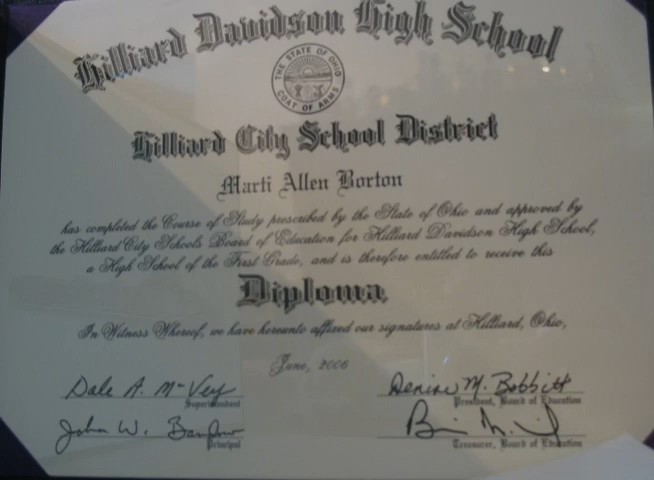 Hilliard Davidson High School
THE STATE OF OHIO
COAT OF ARMS
Hilliard City School District
Marti Allen Borton
has completed the Course of Study prescribed by the State of Ohio and approved by
the Hilliard City Schools Board of Education for Hilliard Davidson High School,
a High School of the First Grade, and is therefore entitled to receive this
Diploma
In Witness Whereof, we have hereunto affixed our signatures at Hilliard, Ohio,
June, 2006
Dale A. McVey
Superintendent
Denise M. Bobbitt
President, Board of Education
John W. Bandow
Principal
Treasurer, Board of Education